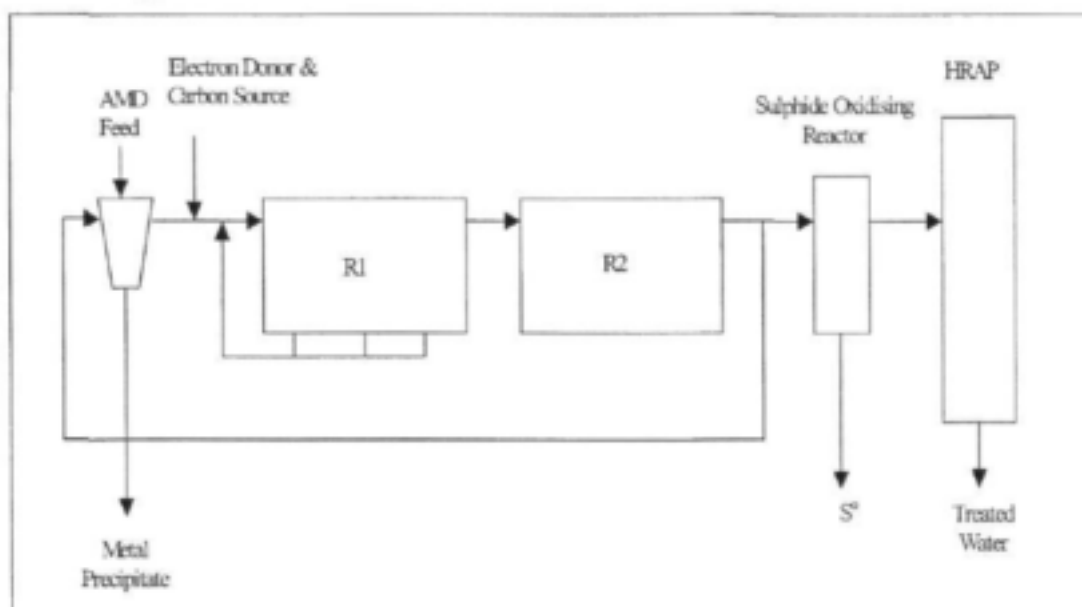 Electron Donor &
Carbon Source
AMD
Feed
HRAP
Sulphide Oxidising
Reactor
R1
R2
S°
Treated
Water
Metal
Precipitate